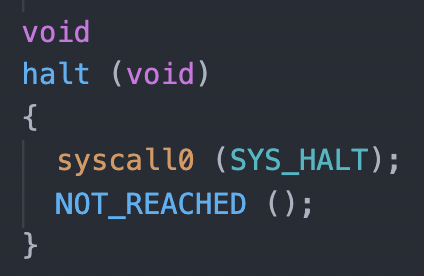 void
halt (void)
{
  syscall0 (SYS_HALT);
  NOT_REACHED ();
}